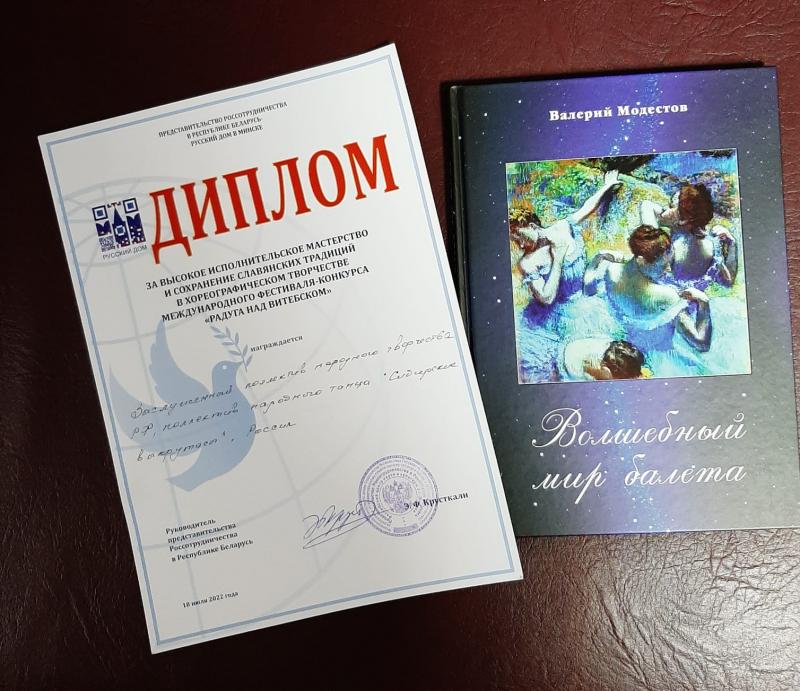 ПРЕДСТАВИТЕЛЬСТВО РОССОТРУДНИЧЕСТВА
В РЕСПУБЛИКЕ БЕЛАРУСЬ-
РУССКИЙ ДОМ В МИНСКЕ
РУССКИЙ ДОМ
ДИПЛОМ
ЗА ВЫСОКОЕ ИСПОЛНИТЕЛЬСКОЕ МАСТЕРСТВО
И СОХРАНЕНИЕ СЛАВЯНСКИХ ТРАДИЦИЙ
В ХОРЕОГРАФИЧЕСКОМ ТВОРЧЕСТВЕ
МЕЖДУНАРОДНОГО ФЕСТИВАЛЯ-КОНКУРСА
«РАДУГА НАД ВИТЕБСКОМ»
награждается
Заслуженный коллектив народного творчества
РФ, коллектив народного танца "Сибирские
выкрутасы", Россия
Руководитель
представительства
Россотрудничества
в Республике Беларусь
Э.Ф. Крусткалн
18 июля 2022 года
Валерий Модестов
Волшебный
мир балета